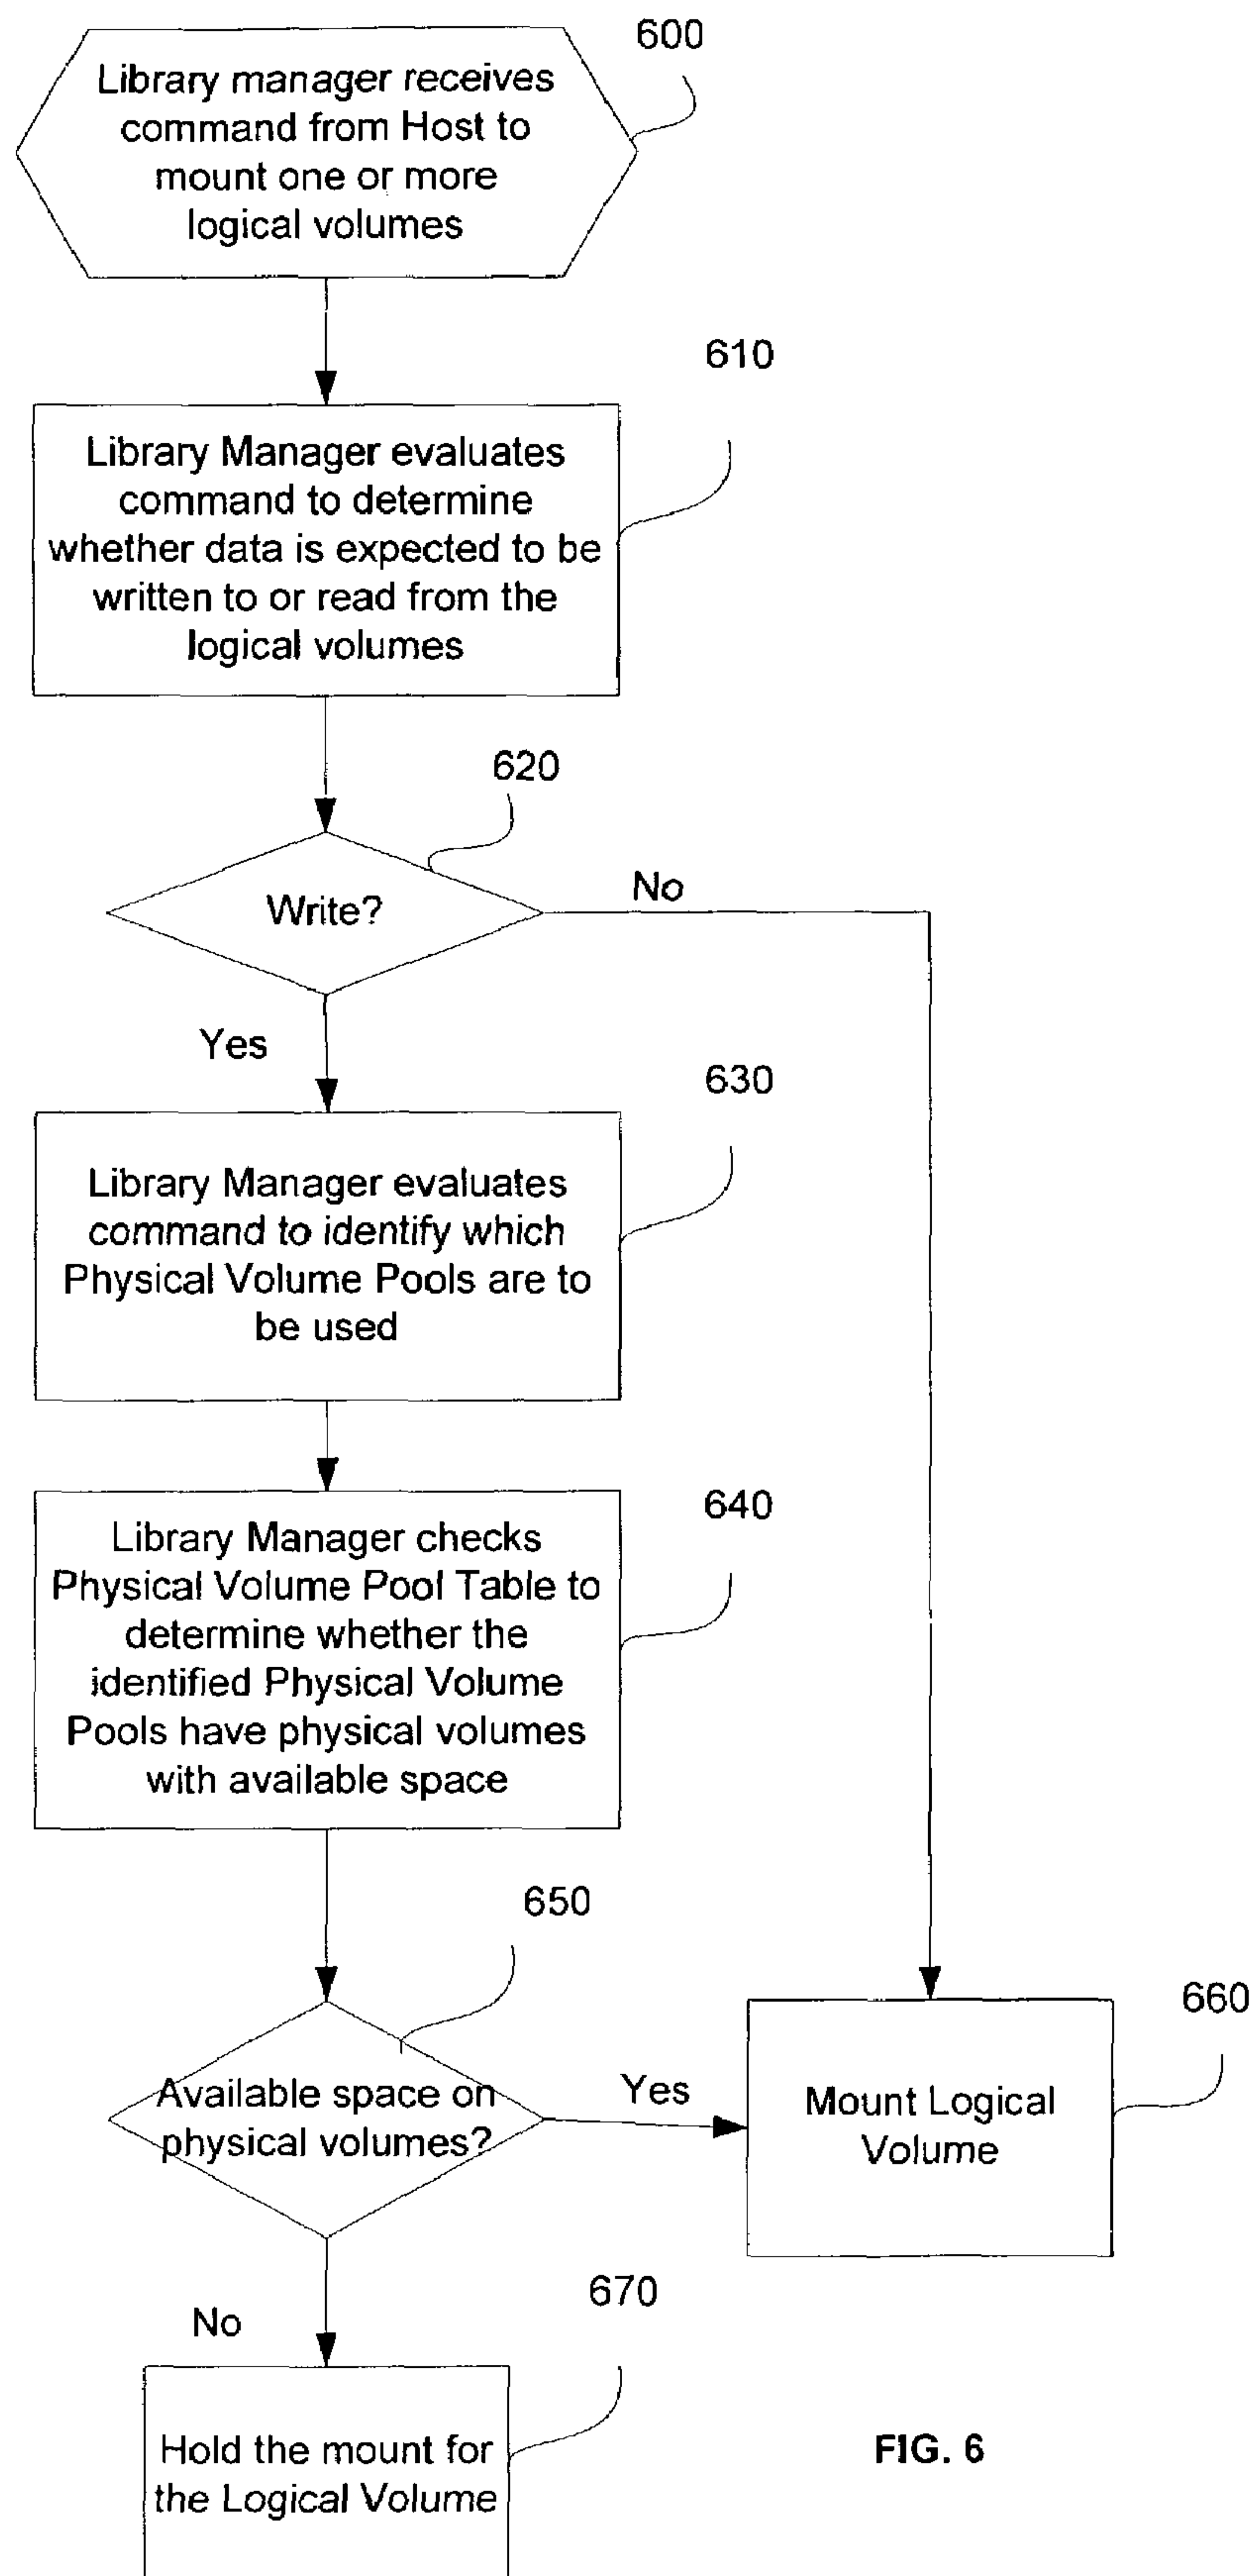 600
Library manager receives
command from Host to
mount one or more
logical volumes
610
Library Manager evaluates
command to determine
whether data is expected to be
written to or read from the
logical volumes
620
Write?
No
Yes
630
Library Manager evaluates
command to identify which
Physical Volume Pools are to
be used
640
Library Manager checks
Physical Volume Pool Table to
determine whether the
identified Physical Volume
Pools have physical volumes
with available space
650
Available space on
physical volumes?
Yes
660
Mount Logical
Volume
No
670
Hold the mount for
the Logical Volume
FIG. 6